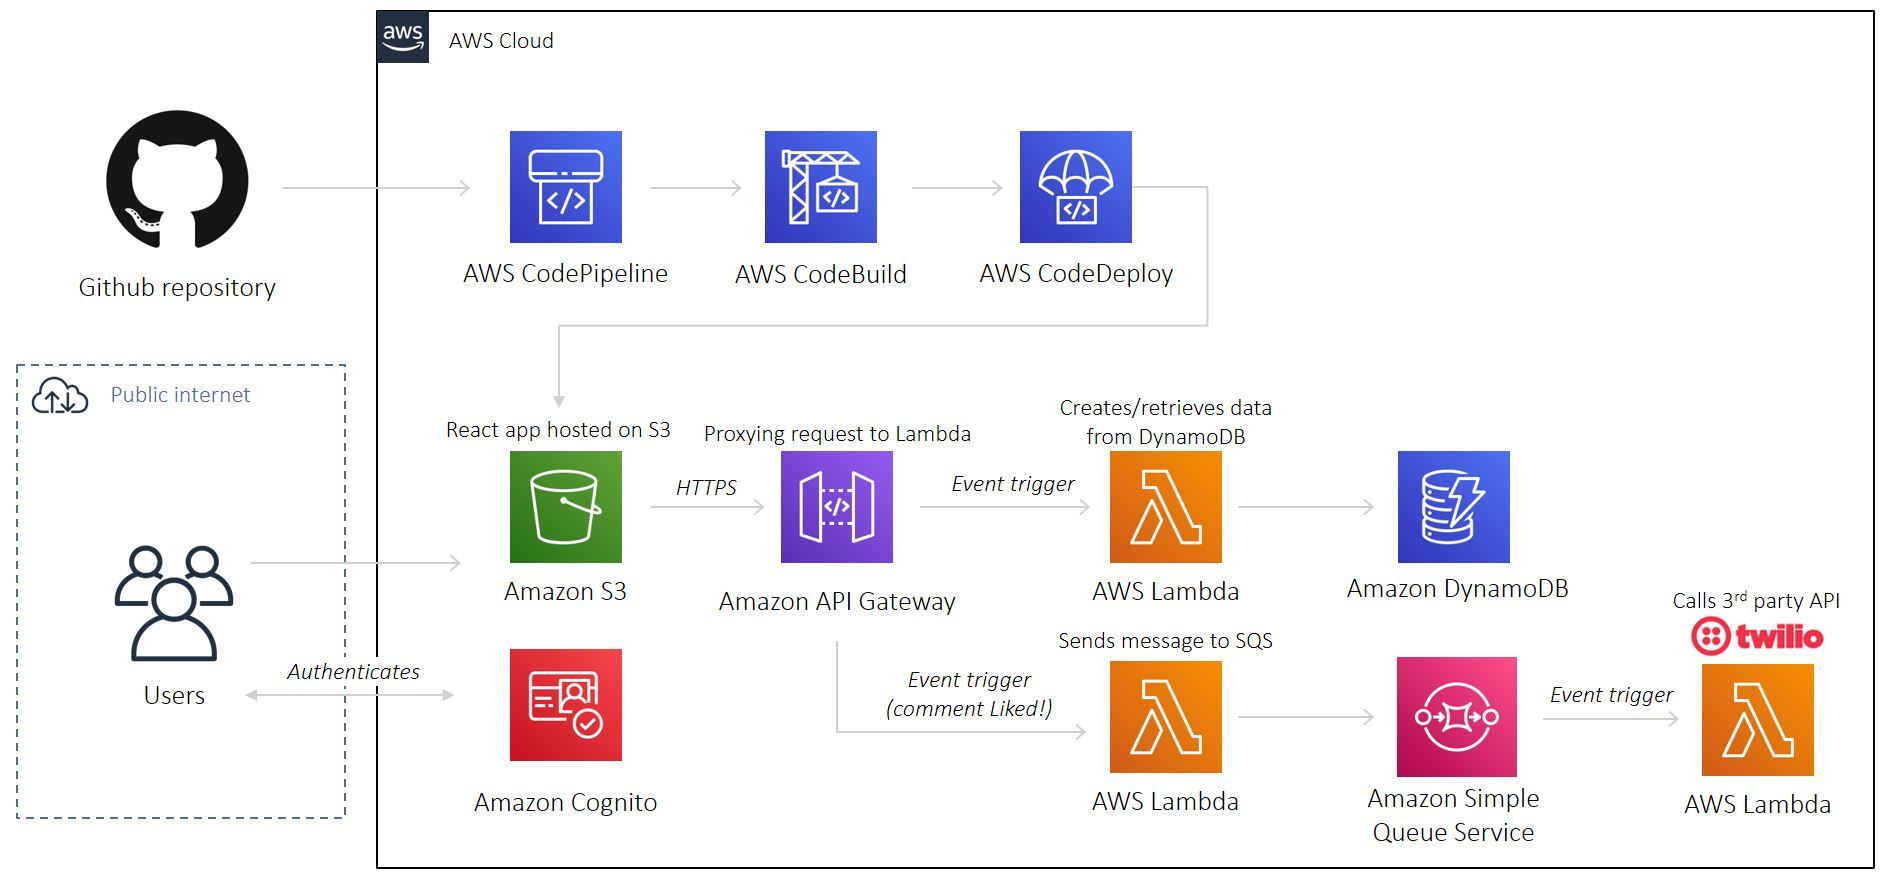 aws
AWS Cloud
Github repository
AWS CodePipeline
AWS CodeBuild
AWS CodeDeploy
Public internet
Users
Authenticates
React app hosted on S3
Amazon S3
HTTPS
Proxying request to Lambda
Amazon API Gateway
Event trigger
Creates/retrieves data
from DynamoDB
AWS Lambda
Amazon DynamoDB
Amazon Cognito
Event trigger
(comment Liked!)
Sends message to SQS
AWS Lambda
Amazon Simple
Queue Service
Event trigger
Calls 3rd party API
twilio
AWS Lambda